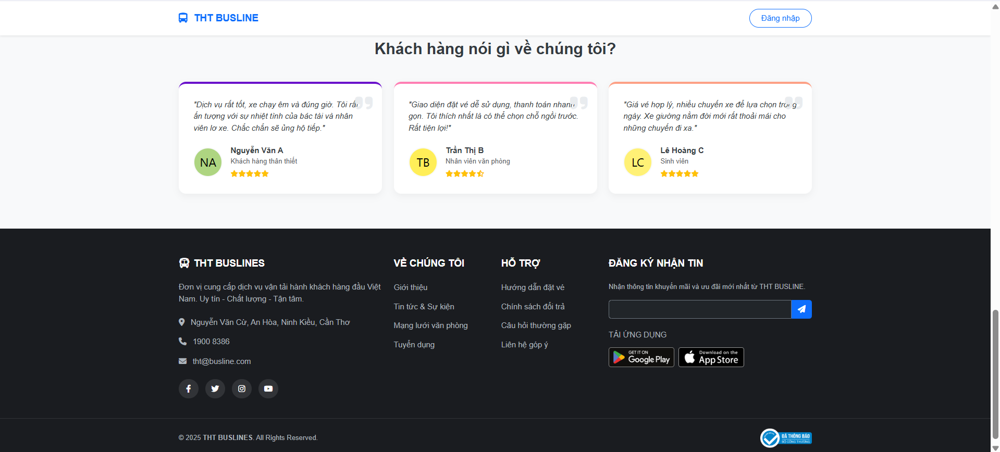 THT BUSLINE
Đăng nhập
Khách hàng nói gì về chúng tôi?
"Dịch vụ rất tốt, xe chạy êm và đúng giờ. Tôi rất
ấn tượng với sự nhiệt tình của bác tài và nhân
viên lơ xe. Chắc chắn sẽ ủng hộ tiếp."
NA
Nguyễn Văn A
Khách hàng thân thiết
"Giao diện đặt vé dễ sử dụng, thanh toán nhanh
gọn. Tôi thích nhất là có thể chọn chỗ ngồi trước.
Rất tiện lợi!"
TB
Trần Thị B
Nhân viên văn phòng
"Giá vé hợp lý, nhiều chuyến xe để lựa chọn trong
ngày. Xe giường nằm đời mới rất thoải mái cho
những chuyến đi xa."
LC
Lê Hoàng C
Sinh viên
THT BUSLINES
Đơn vị cung cấp dịch vụ vận tải hành khách hàng đầu Việt
Nam. Uy tín - Chất lượng - Tận tâm.
Nguyễn Văn Cừ, An Hòa, Ninh Kiều, Cần Thơ
1900 8386
tht@busline.com
VỀ CHÚNG TÔI
Giới thiệu
Tin tức & Sự kiện
Mạng lưới văn phòng
Tuyển dụng
HỖ TRỢ
Hướng dẫn đặt vé
Chính sách đổi trả
Câu hỏi thường gặp
Liên hệ góp ý
ĐĂNG KÝ NHẬN TIN
Nhận thông tin khuyến mãi và ưu đãi mới nhất từ THT BUSLINE.
TẢI ỨNG DỤNG
GET IT ON
Google Play
Download on the
App Store
© 2025 THT BUSLINES. All Rights Reserved.
ĐÃ THÔNG BÁO
BỘ CÔNG THƯƠNG